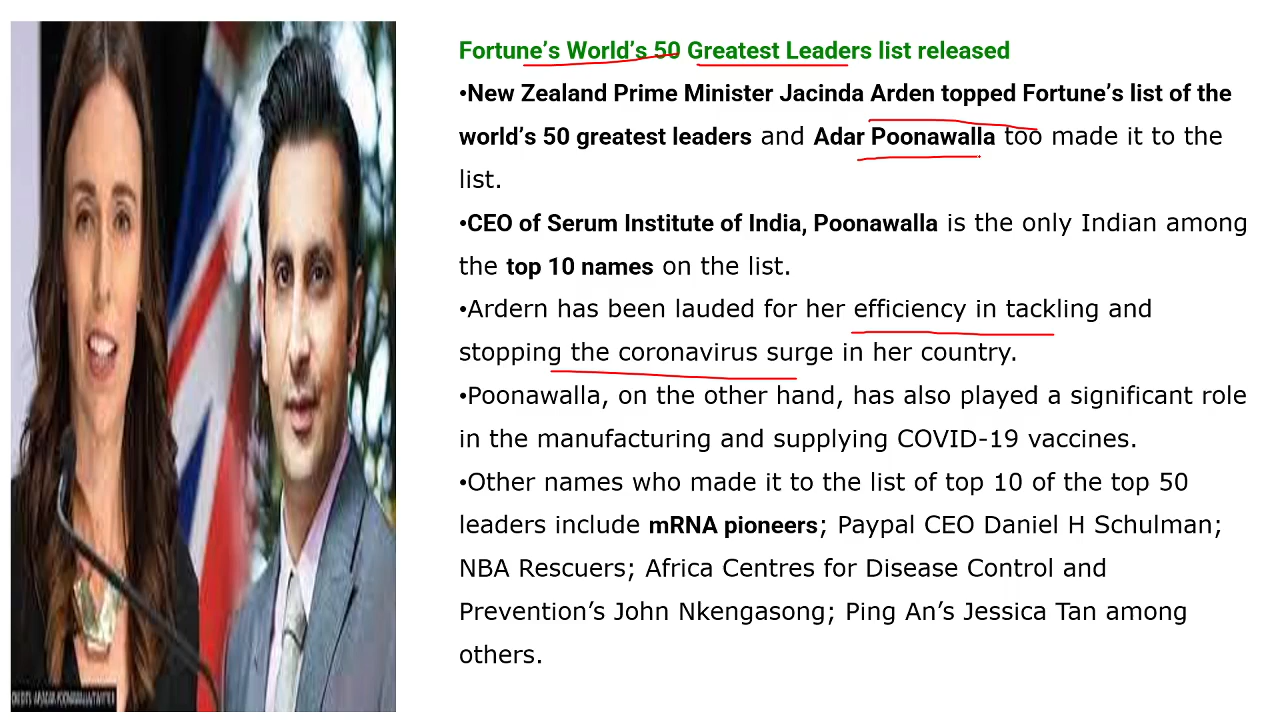 Fortune's World's 50 Greatest Leaders list released
•New Zealand Prime Minister Jacinda Arden topped Fortune's list of the
world's 50 greatest leaders and Adar Poonawalla too made it to the
list.
•CEO of Serum Institute of India, Poonawalla is the only Indian among
the top 10 names on the list.
•Ardern has been lauded for her efficiency in tackling and
stopping the coronavirus surge in her country.
•Poonawalla, on the other hand, has also played a significant role
in the manufacturing and supplying COVID-19 vaccines.
•Other names who made it to the list of top 10 of the top 50
leaders include mRNA pioneers; Paypal CEO Daniel H Schulman;
NBA Rescuers; Africa Centres for Disease Control and
Prevention's John Nkengasong; Ping An's Jessica Tan among
others.